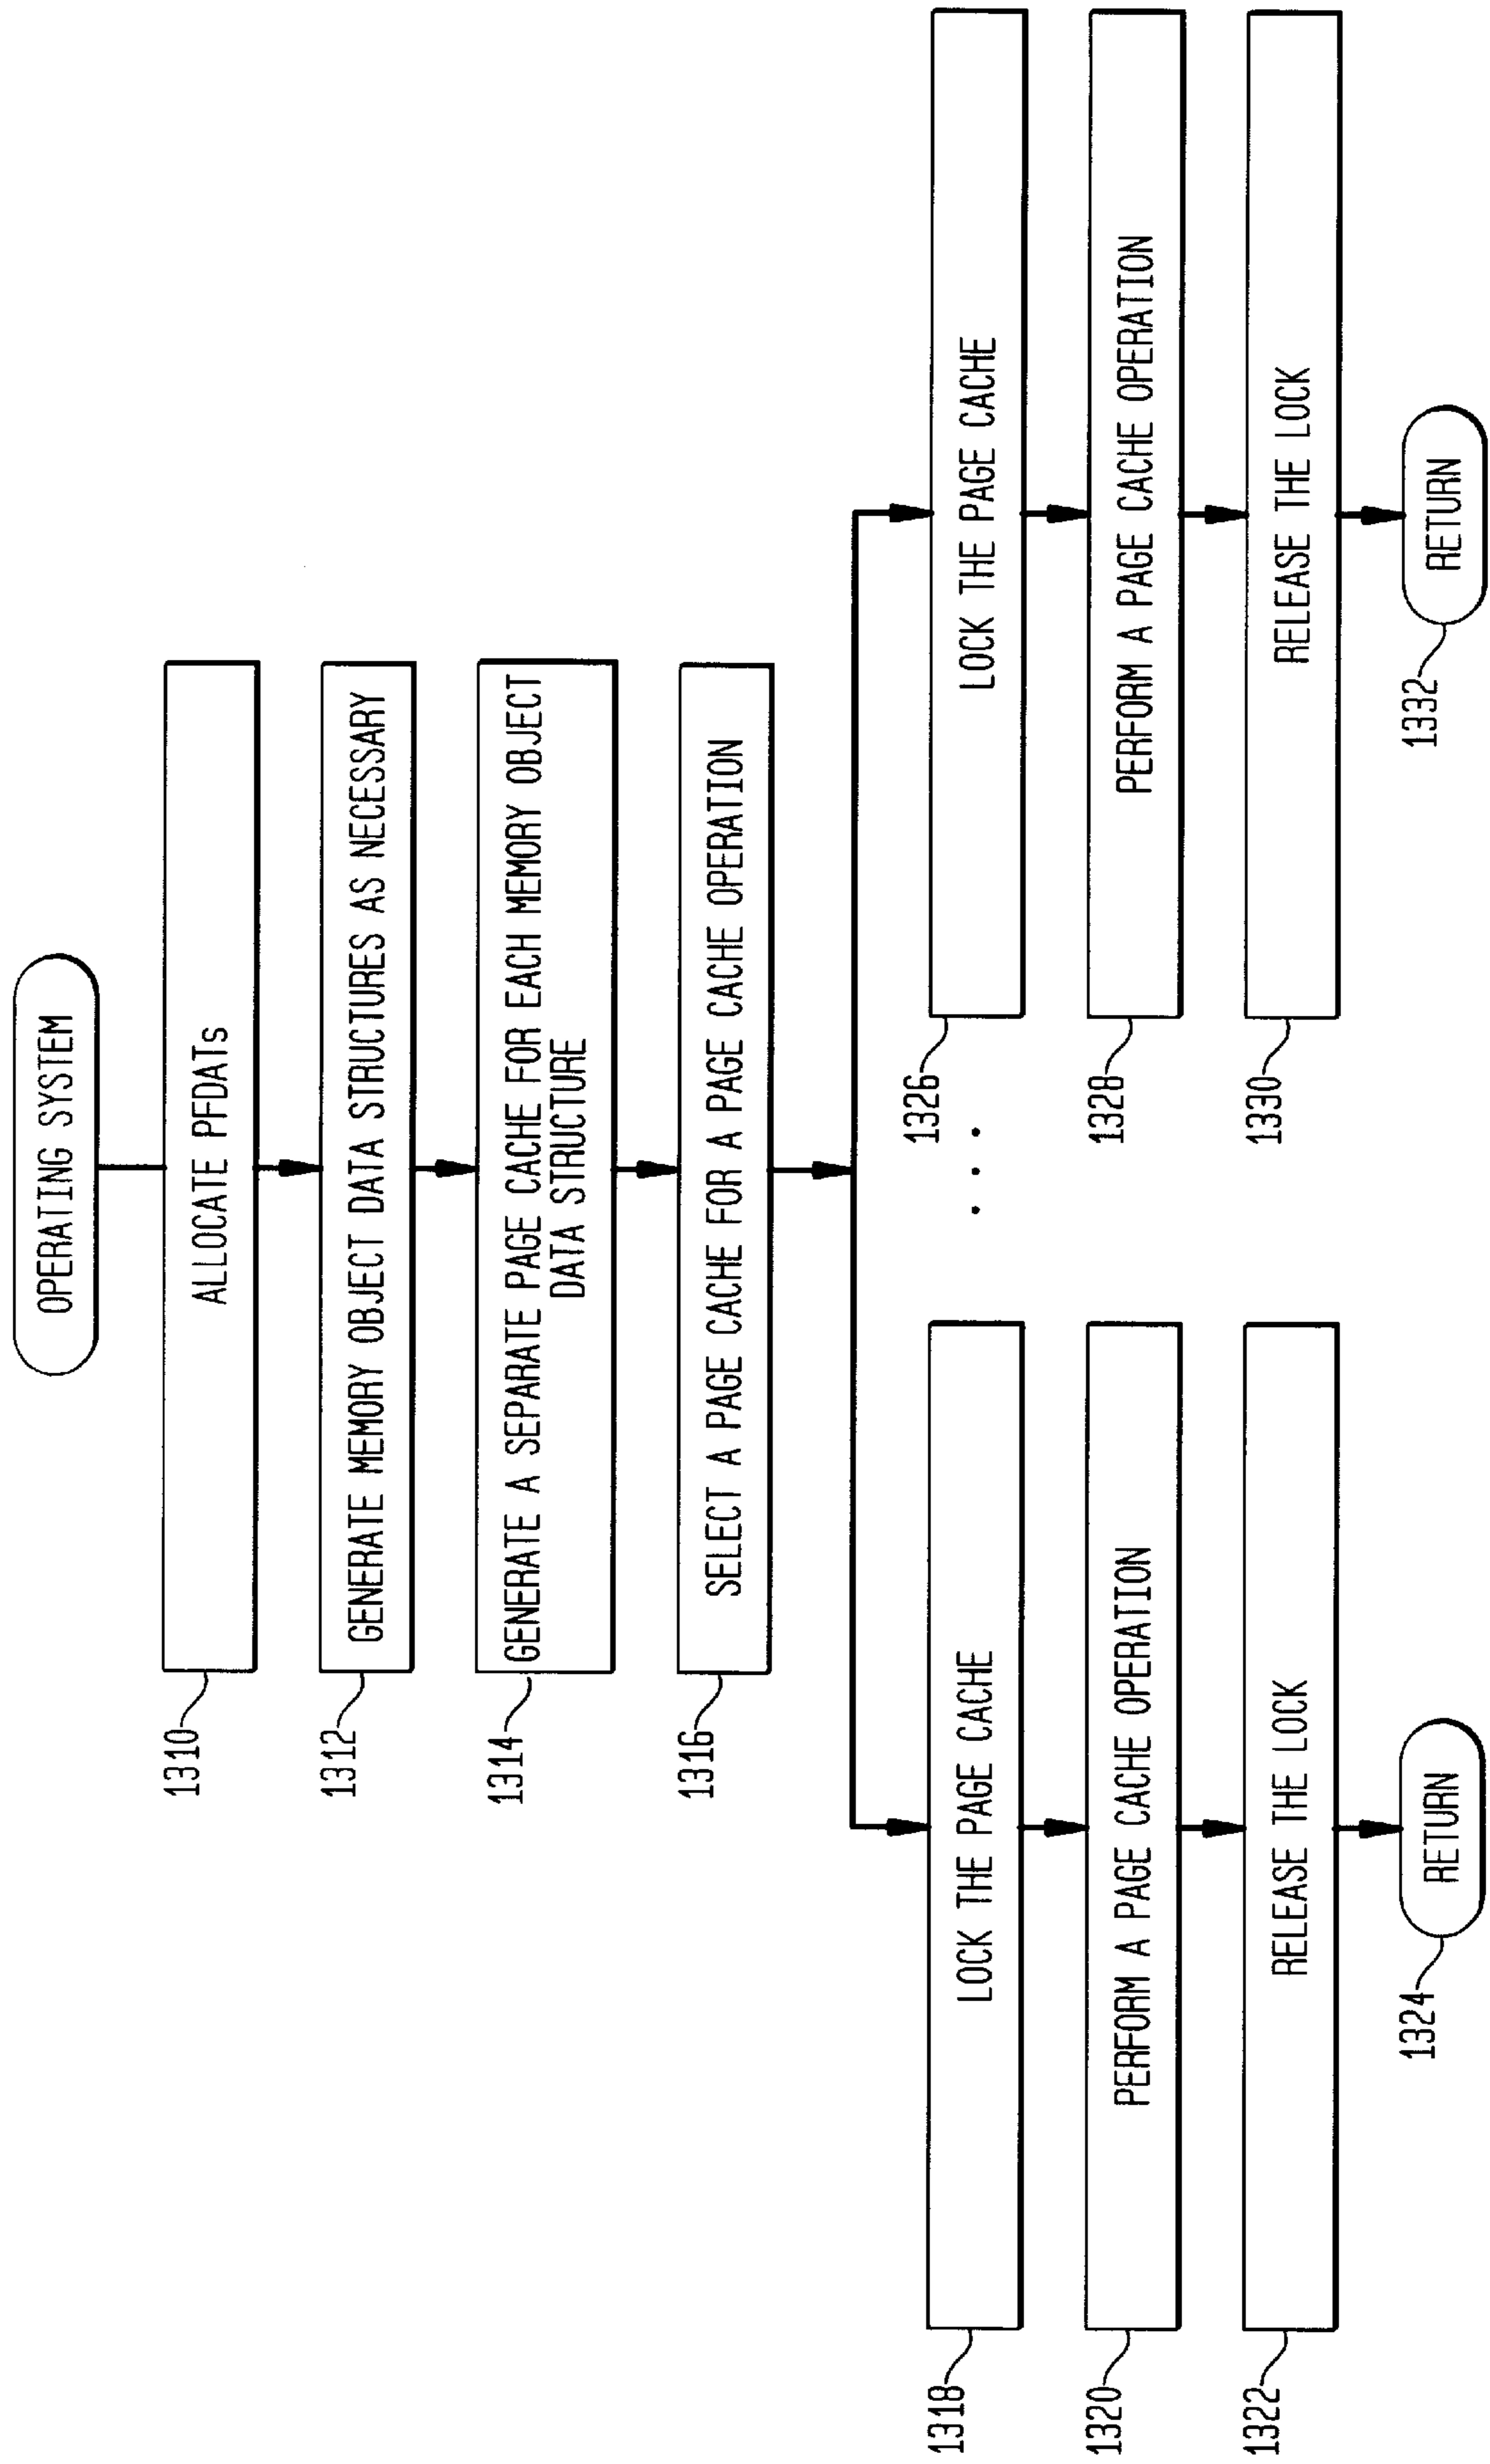 OPERATING SYSTEM
1310
ALLOCATE PFDATs
1312
GENERATE MEMORY OBJECT DATA STRUCTURES AS NECESSARY
1314
GENERATE A SEPARATE PAGE CACHE FOR EACH MEMORY OBJECT
DATA STRUCTURE
1316
SELECT A PAGE CACHE FOR A PAGE CACHE OPERATION
1318
LOCK THE PAGE CACHE
1320
PERFORM A PAGE CACHE OPERATION
1322
RELEASE THE LOCK
1324
RETURN
. . .
1326
LOCK THE PAGE CACHE
1328
PERFORM A PAGE CACHE OPERATION
1330
RELEASE THE LOCK
1332
RETURN